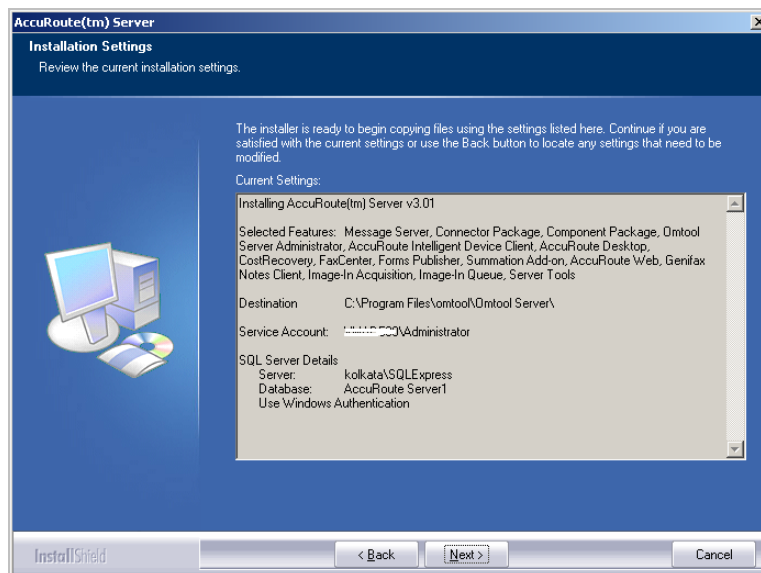 AccuRoute(tm) Server
Installation Settings
Review the current installation settings.
The installer is ready to begin copying files using the settings listed here. Continue if you are
satisfied with the current settings or use the Back button to locate any settings that need to be
modified.
Current Settings:
Installing AccuRoute(tm) Server v3.01
Selected Features: Message Server, Connector Package, Component Package, Omtool
Server Administrator, AccuRoute Intelligent Device Client, AccuRoute Desktop,
CostRecovery, FaxCenter, Forms Publisher, Summation Add-on, AccuRoute Web, Genifax
Notes Client, Image-In Acquisition, Image-In Queue, Server Tools
Destination C:\Program Files\omtool\Omtool Server\
Service Account: \Administrator
SQL Server Details
Server: kolkata\SQLExpress
Database: AccuRoute Server1
Use Windows Authentication
InstallShield
< Back
Next >
Cancel